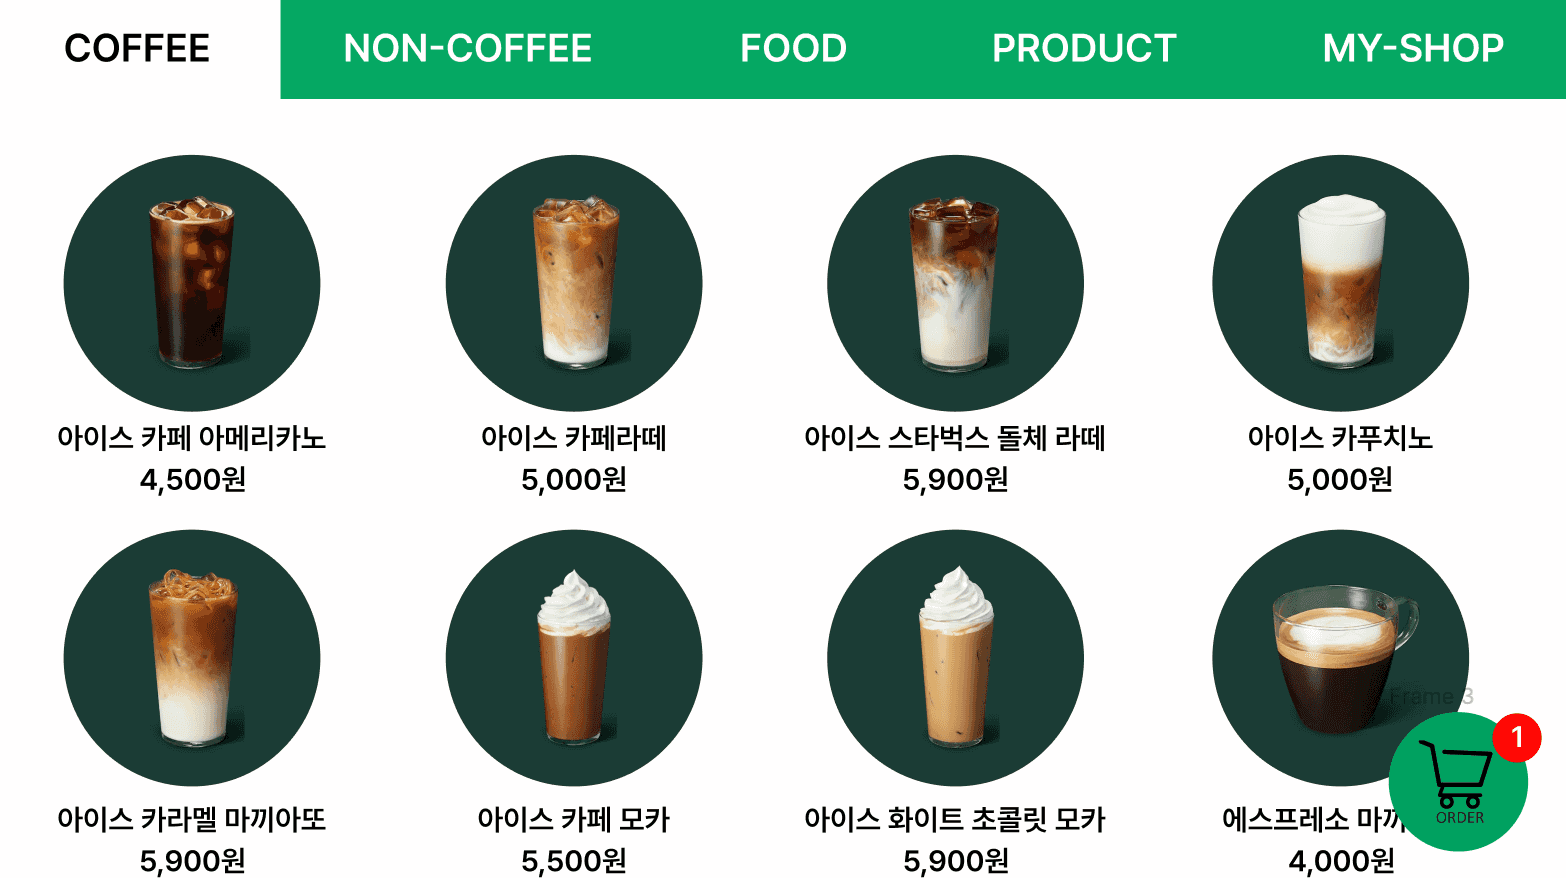 COFFEE NON-COFFEE FOOD PRODUCT MY-SHOP
아이스 카페 아메리카노
4,500원
아이스 카페라떼
5,000원
아이스 스타벅스 돌체 라떼
5,900원
아이스 카푸치노
5,000원
아이스 카라멜 마끼아또
5,900원
아이스 카페 모카
5,500원
아이스 화이트 초콜릿 모카
5,900원
에스프레소
4,000원
Frame 3
1
ORDER